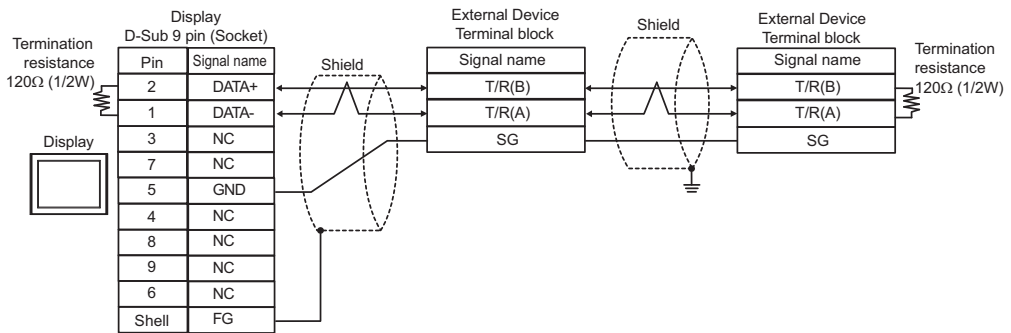 Display
D-Sub 9 pin (Socket)
Termination
resistance
120Ω (1/2W)
Pin Signal name
2 DATA+
1 DATA-
3 NC
7 NC
5 GND
4 NC
8 NC
9 NC
6 NC
Shell FG
Display
Shield
External Device
Terminal block
Signal name
T/R(B)
T/R(A)
SG
Shield
External Device
Terminal block
Signal name
T/R(B)
T/R(A)
SG
Termination
resistance
120Ω (1/2W)